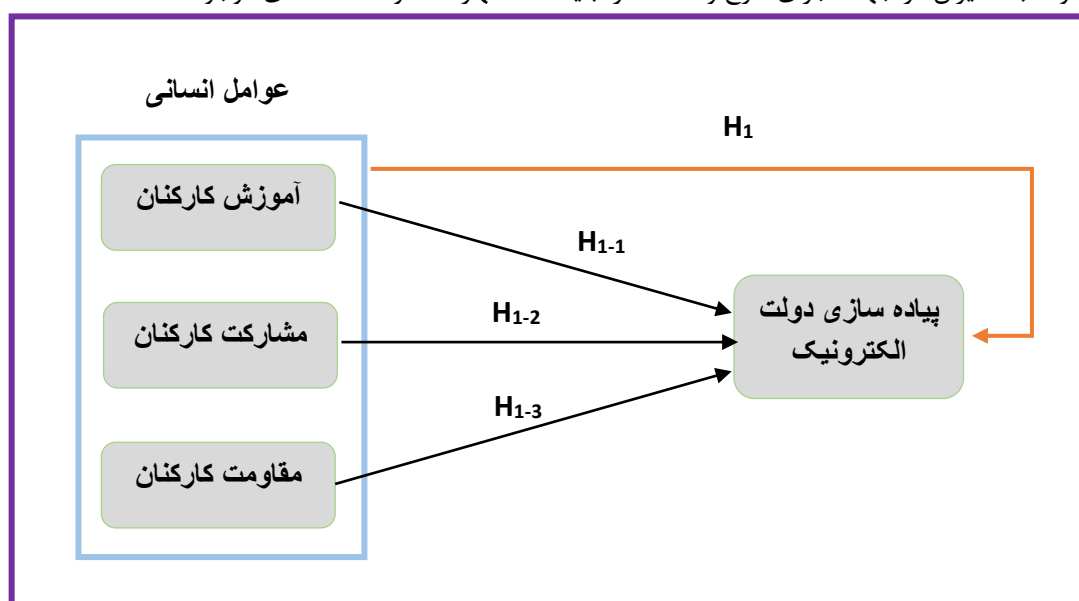 عوامل انسانی
H1
آموزش کارکنان
H1-1
مشارکت کارکنان
H1-2
پیاده سازی دولت
الکترونیک
H1-3
مقاومت کارکنان